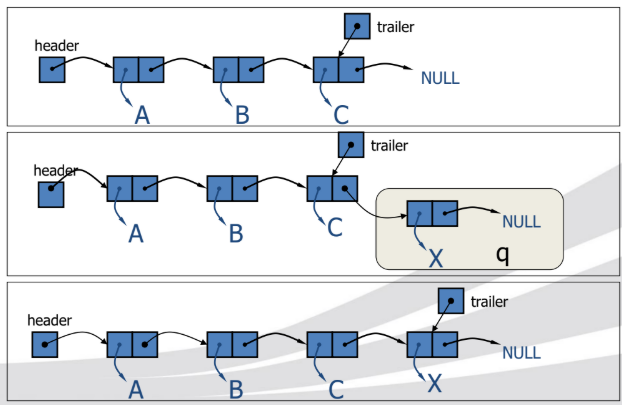 trailer
header
NULL
A B C
trailer
header
NULL
A B C
X q
trailer
header
NULL
A B C X